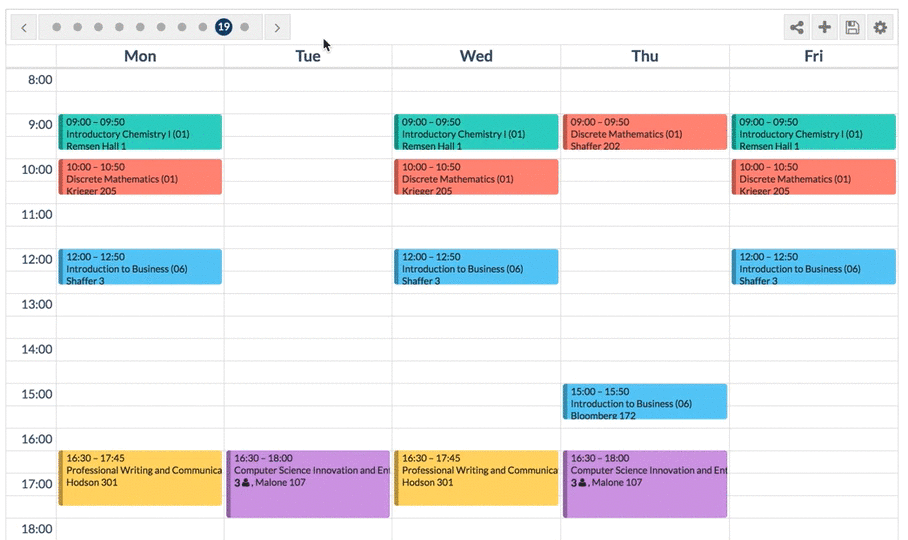 19
Mon Tue Wed Thu Fri
8:00
9:00
09:00 – 09:50
Introductory Chemistry I (01)
Remsen Hall 1
09:00 – 09:50
Introductory Chemistry I (01)
Remsen Hall 1
09:00 – 09:50
Discrete Mathematics (01)
Shaffer 202
09:00 – 09:50
Introductory Chemistry I (01)
Remsen Hall 1
10:00
10:00 – 10:50
Discrete Mathematics (01)
Krieger 205
10:00 – 10:50
Discrete Mathematics (01)
Krieger 205
10:00 – 10:50
Discrete Mathematics (01)
Krieger 205
11:00
12:00
12:00 – 12:50
Introduction to Business (06)
Shaffer 3
12:00 – 12:50
Introduction to Business (06)
Shaffer 3
12:00 – 12:50
Introduction to Business (06)
Shaffer 3
13:00
14:00
15:00
15:00 – 15:50
Introduction to Business (06)
Bloomberg 172
16:00
16:30 – 17:45
Professional Writing and Communica
Hodson 301
16:30 – 18:00
Computer Science Innovation and Ent
3 , Malone 107
16:30 – 17:45
Professional Writing and Communica
Hodson 301
16:30 – 18:00
Computer Science Innovation and Ent
3 , Malone 107
17:00
18:00